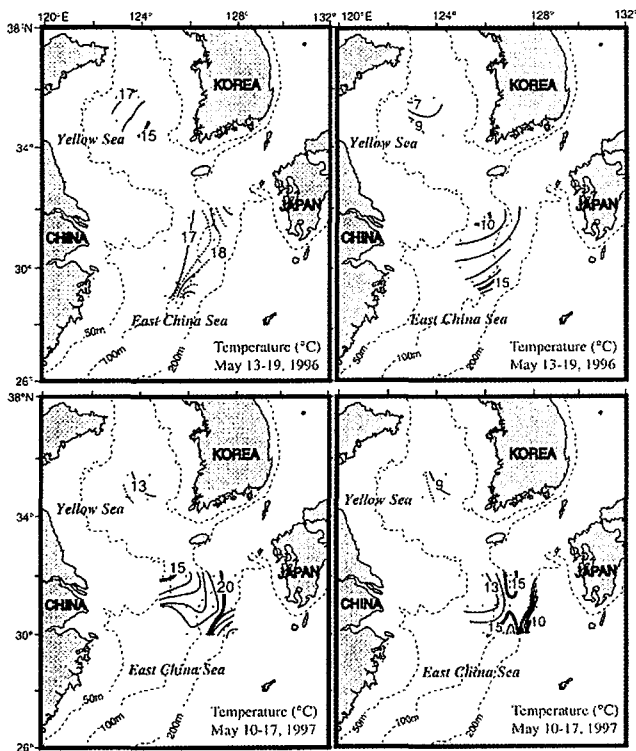 120°E 124° 128° 132°
38°N
KOREA
17
Yellow Sea
15
34°
JAPAN
CHINA
17
18
30°
East China Sea
50m
100m
200m
Temperature (°C)
May 13-19, 1996
26°
120°E 124° 128° 132°
KOREA
7
9
Yellow Sea
JAPAN
CHINA
10
15
East China Sea
50m
100m
200m
Temperature (°C)
May 13-19, 1996
38°N
KOREA
13
Yellow Sea
34°
15
20
JAPAN
CHINA
30°
East China Sea
50m
100m
200m
Temperature (°C)
May 10-17, 1997
26°
KOREA
9
Yellow Sea
13
15
JAPAN
CHINA
15
10
East China Sea
50m
100m
200m
Temperature (°C)
May 10-17, 1997